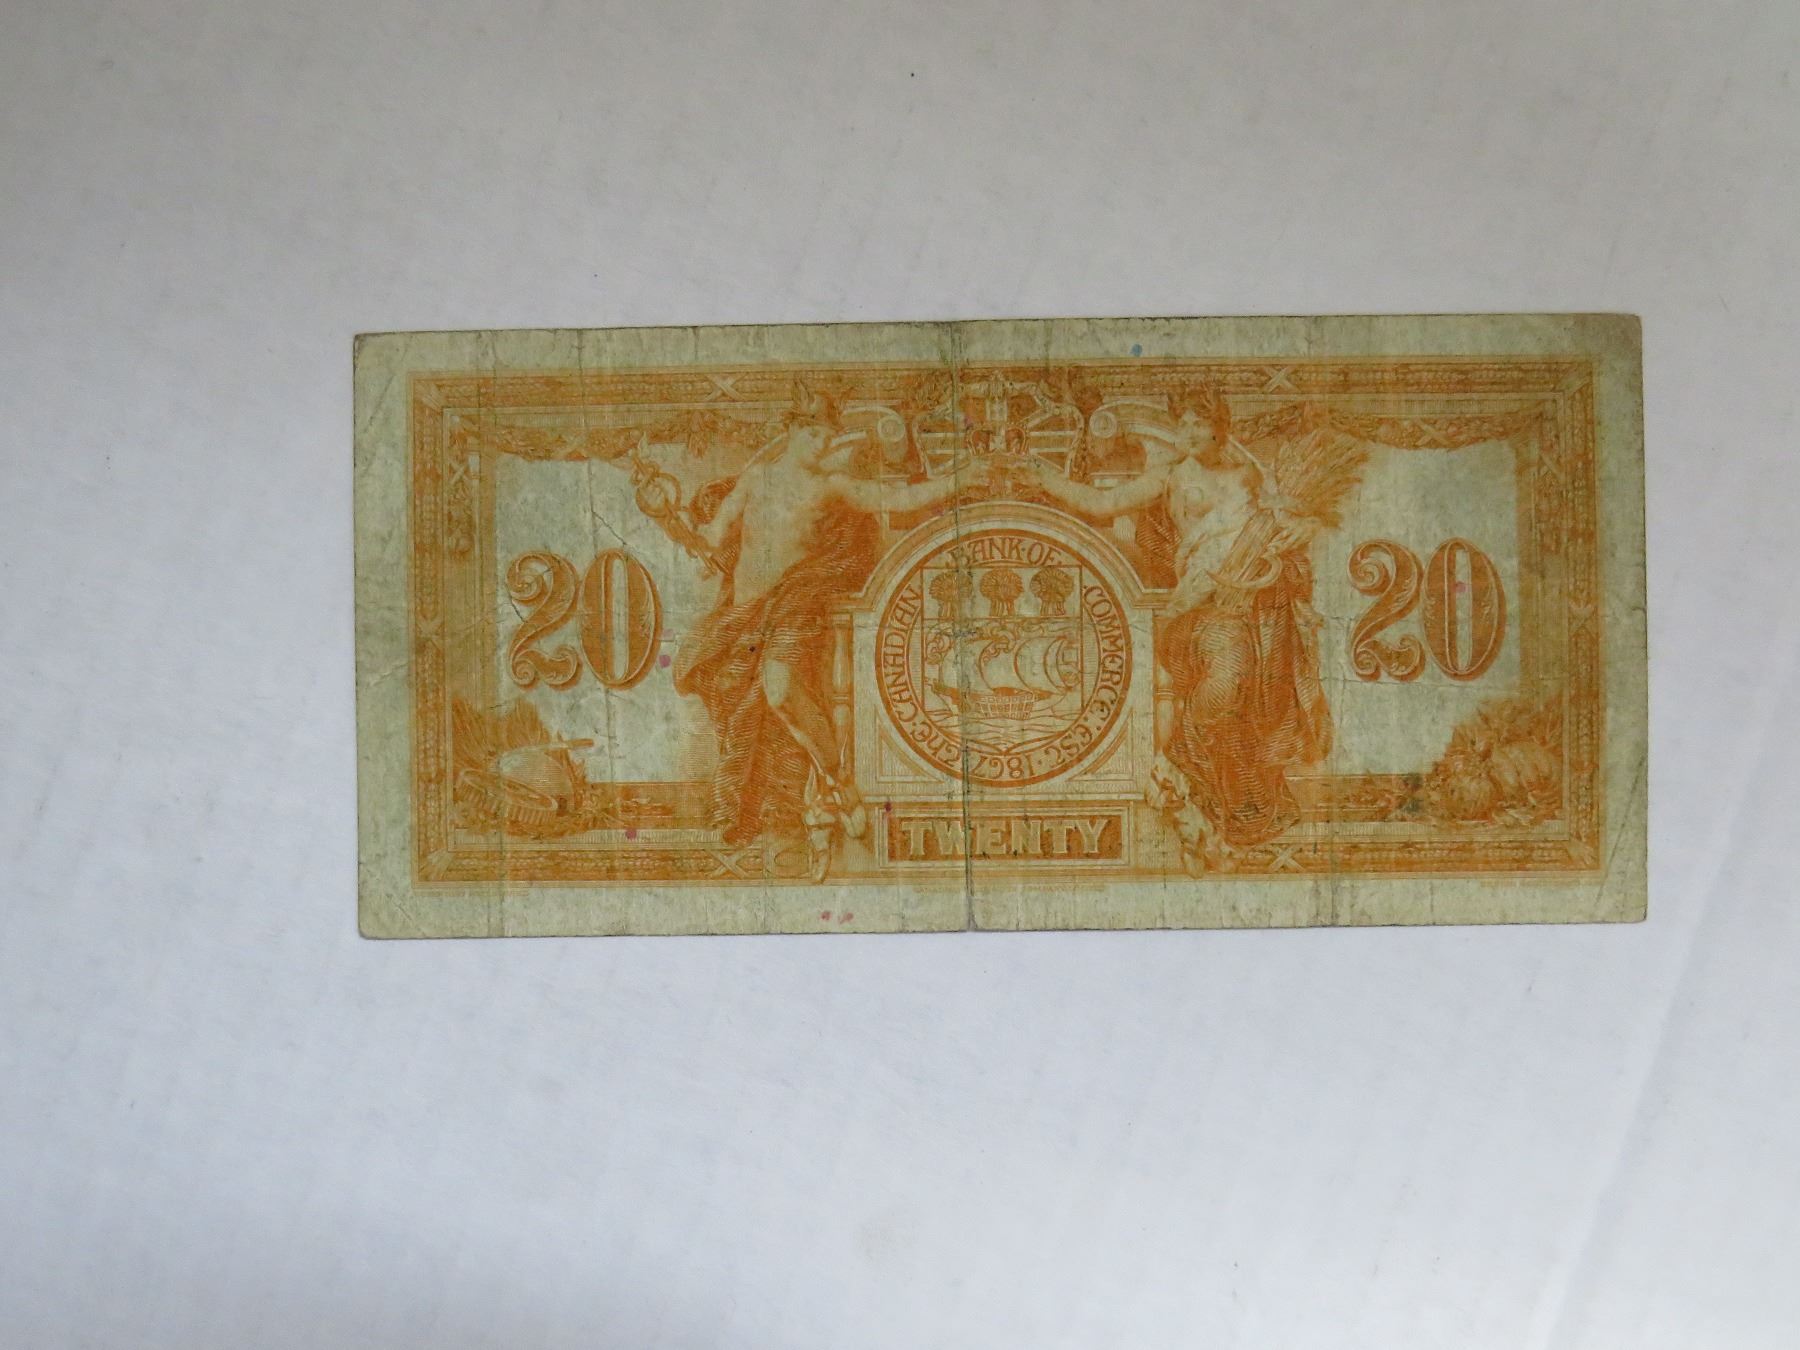 20
THE·CANADIAN·BANK·OF·COMMERCE·EST·1867·
20
TWENTY